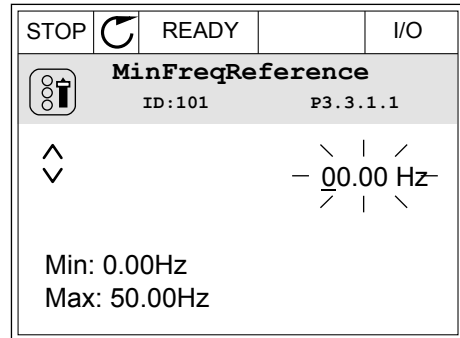 STOP READY I/O
MinFreqReference
ID:101 P3.3.1.1
00.00 Hz
Min: 0.00Hz
Max: 50.00Hz